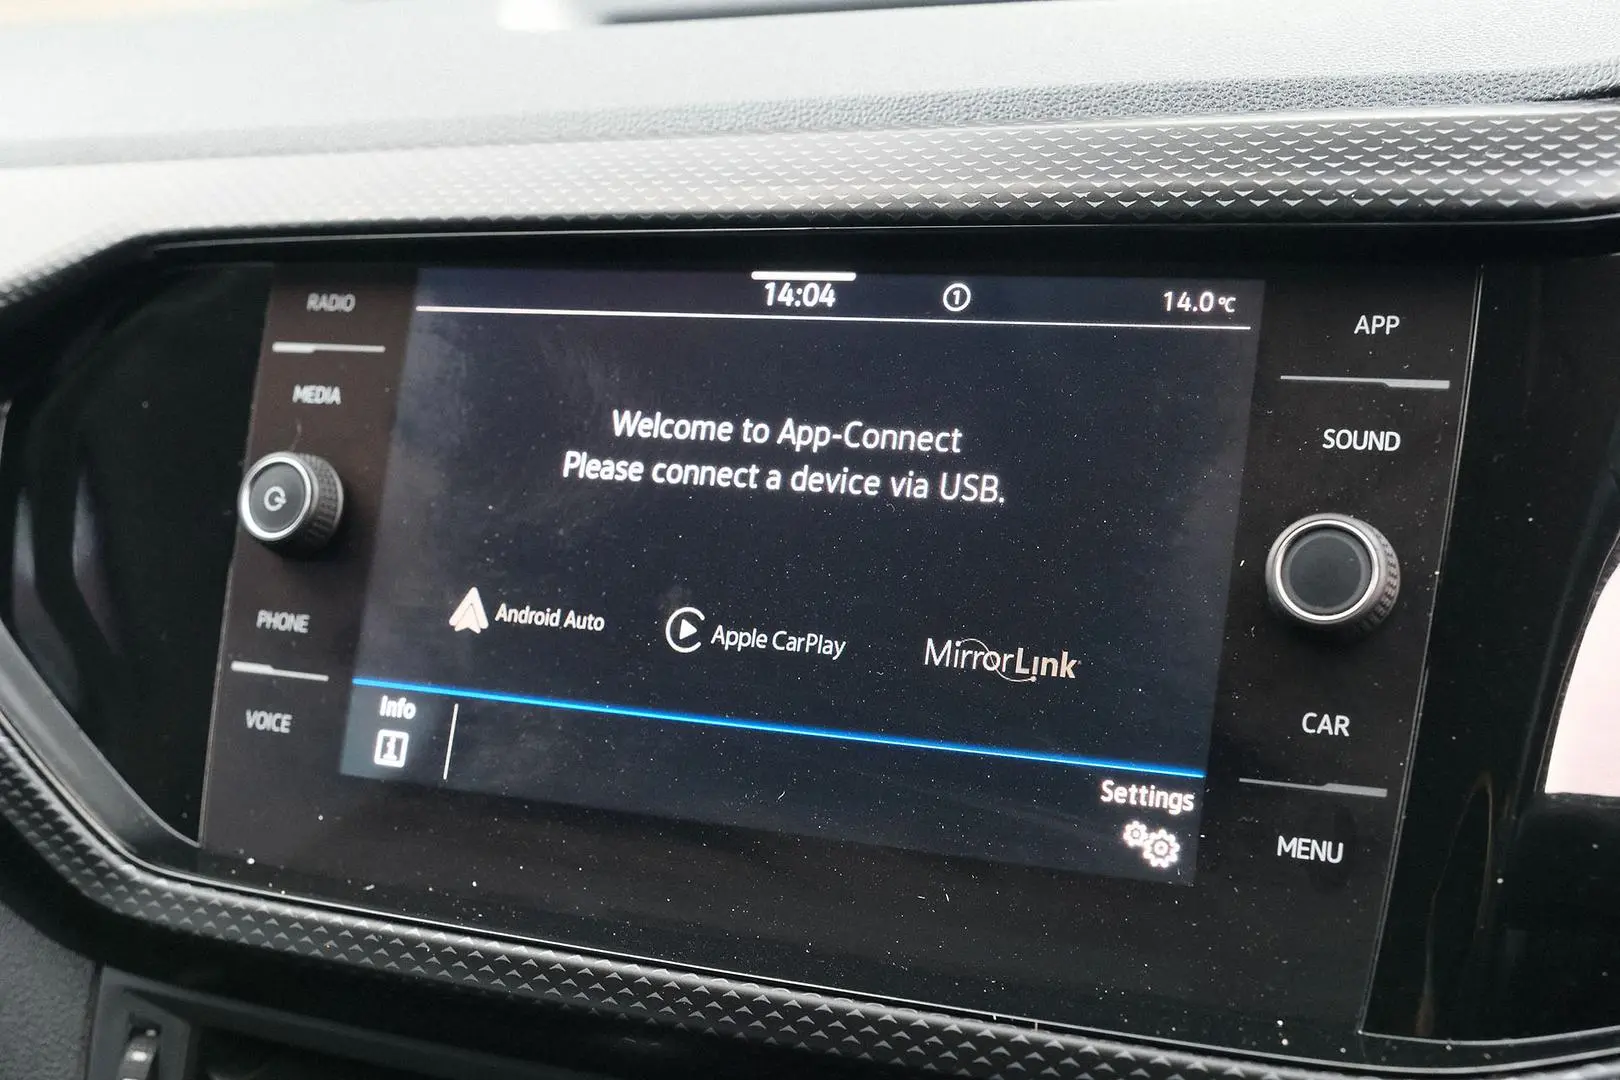 RADIO
MEDIA
PHONE
VOICE
14:04
1
14.0°C
Welcome to App-Connect
Please connect a device via USB.
Android Auto
Apple CarPlay
MirrorLink
Info
Settings
APP
SOUND
CAR
MENU